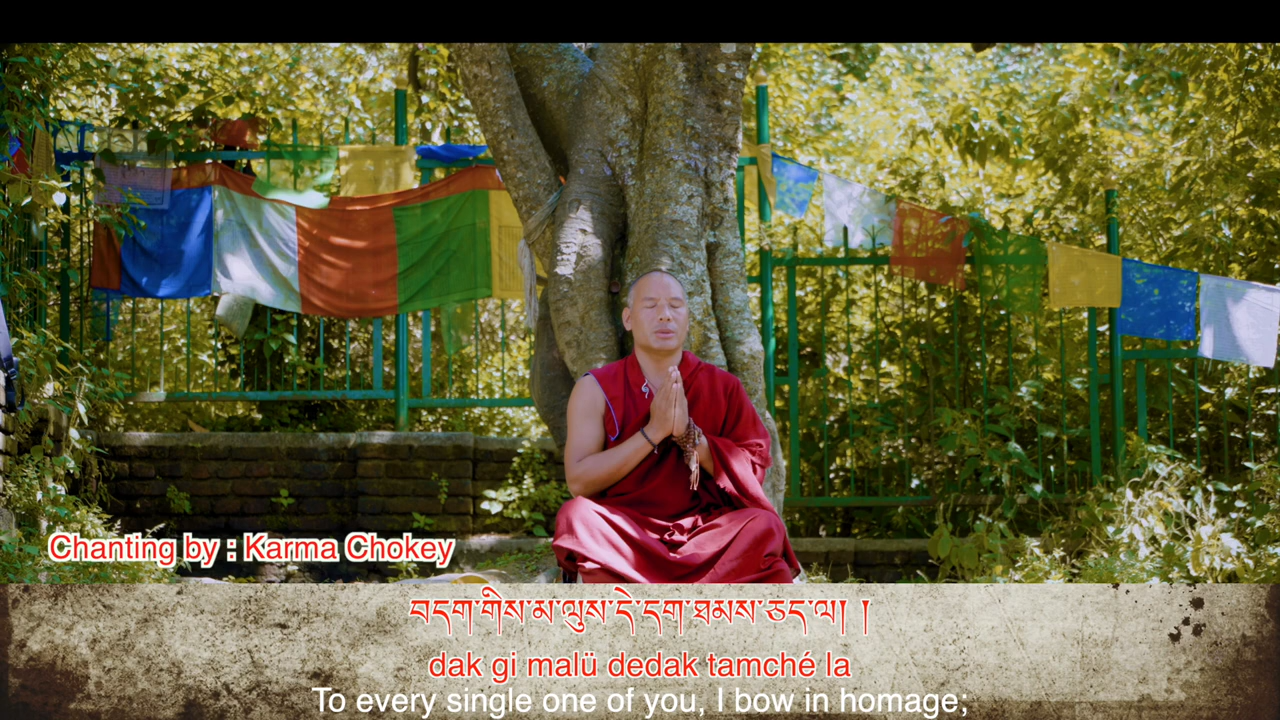 Chanting by : Karma Chokey
བདག་གིས་མ་ལུས་དེ་དག་ཐམས་ཅད་ལ། །
dak gi malü dedak tamché la
To every single one of you, I bow in homage;